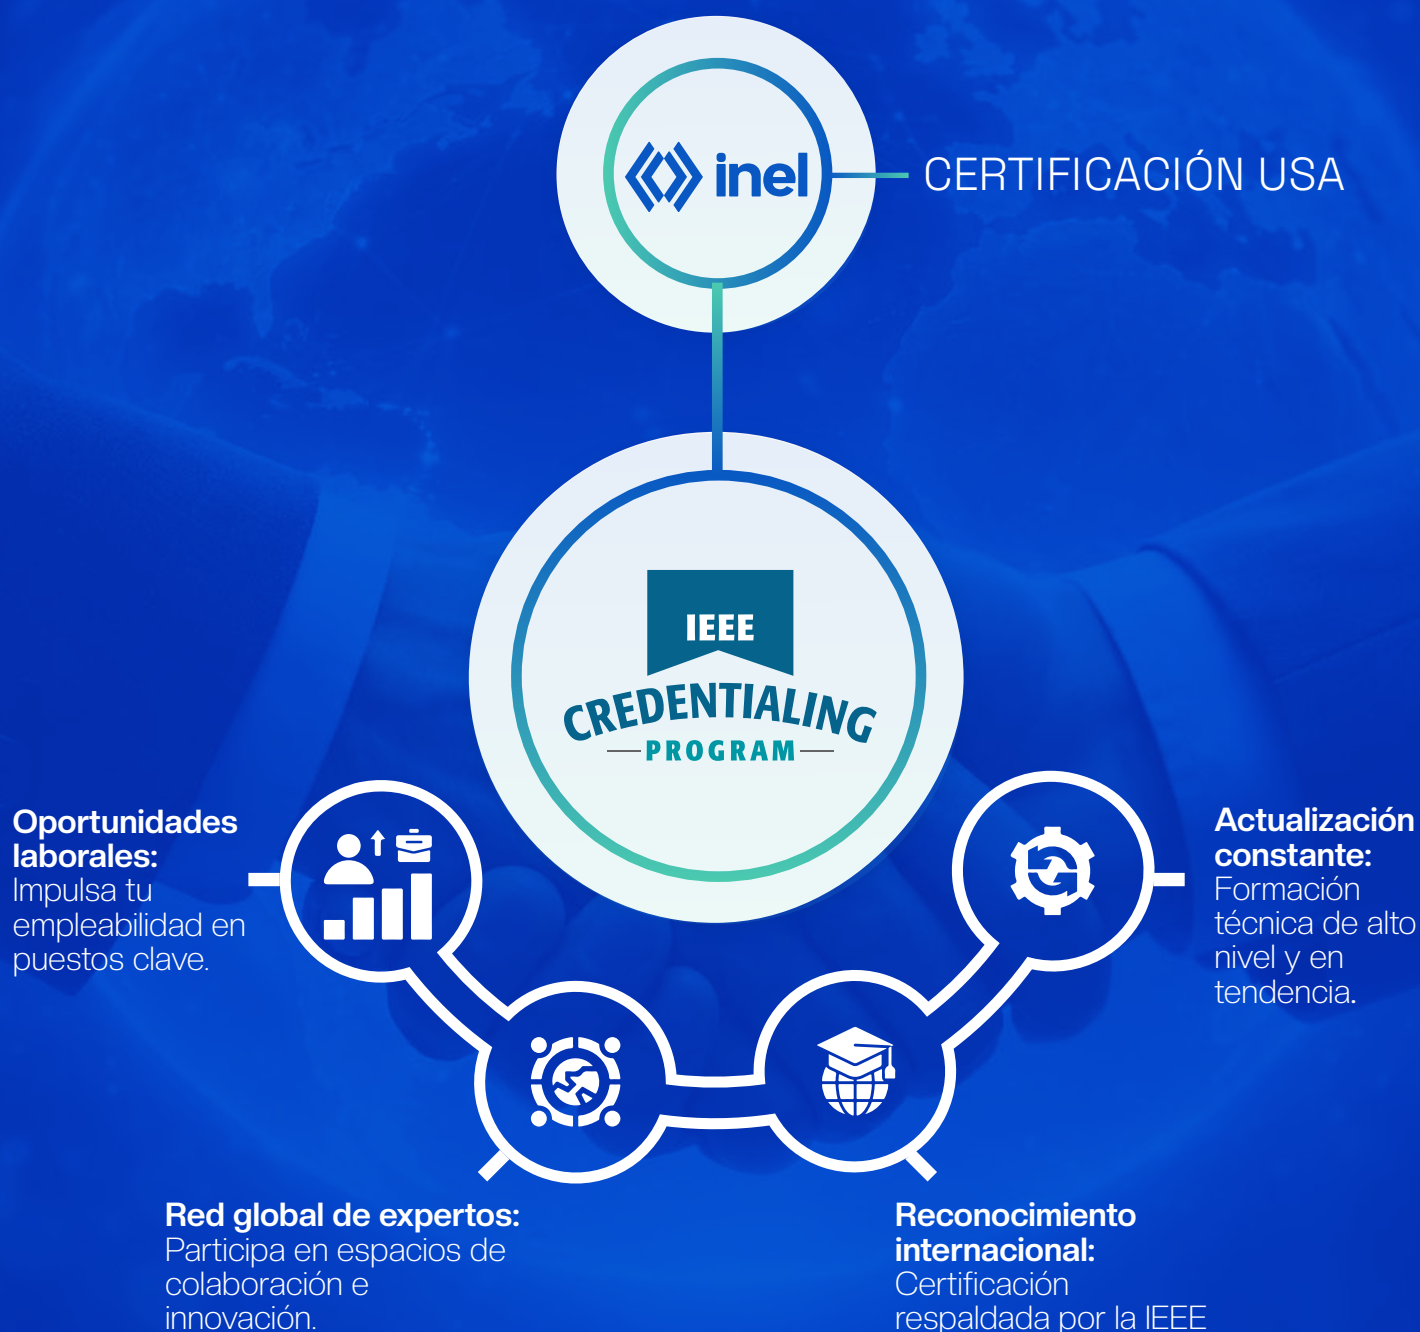 inel
CERTIFICACIÓN USA
IEEE
CREDENTIALING
PROGRAM
Oportunidades
laborales:
Impulsa tu
empleabilidad en
puestos clave.
Actualización
constante:
Formación
técnica de alto
nivel y en
tendencia.
Red global de expertos:
Participa en espacios de
colaboración e
innovación.
Reconocimiento
internacional:
Certificación
respaldada por la IEEE